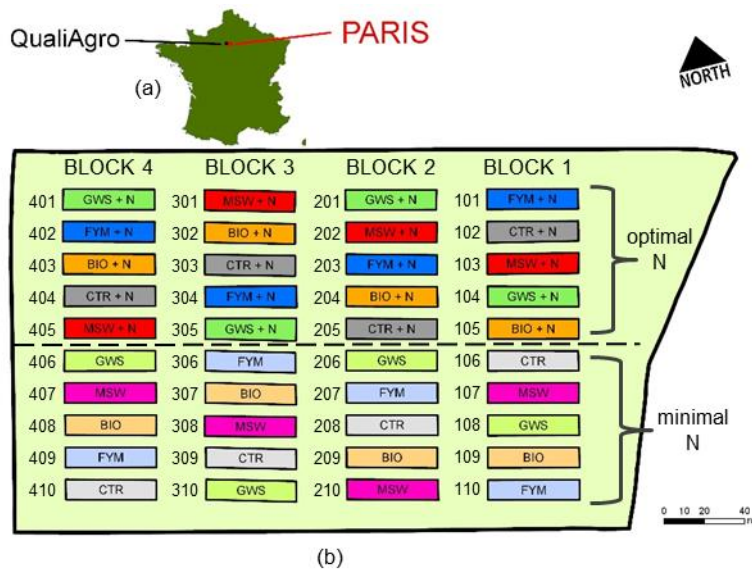 QualiAgro
PARIS
(a)
NORTH
BLOCK 4 BLOCK 3 BLOCK 2 BLOCK 1
401 GWS + N 301 MSW + N 201 GWS + N 101 FYM + N
402 FYM + N 302 BIO + N 202 MSW + N 102 CTR + N
403 BIO + N 303 CTR + N 203 FYM + N 103 MSW + N
404 CTR + N 304 FYM + N 204 BIO + N 104 GWS + N
405 MSW + N 305 GWS + N 205 CTR + N 105 BIO + N
optimal
N
406 GWS 306 FYM 206 GWS 106 CTR
407 MSW 307 BIO 207 FYM 107 MSW
408 BIO 308 MSW 208 CTR 108 GWS
409 FYM 309 CTR 209 BIO 109 BIO
410 CTR 310 GWS 210 MSW 110 FYM
minimal
N
0 10 20 40
m
(b)